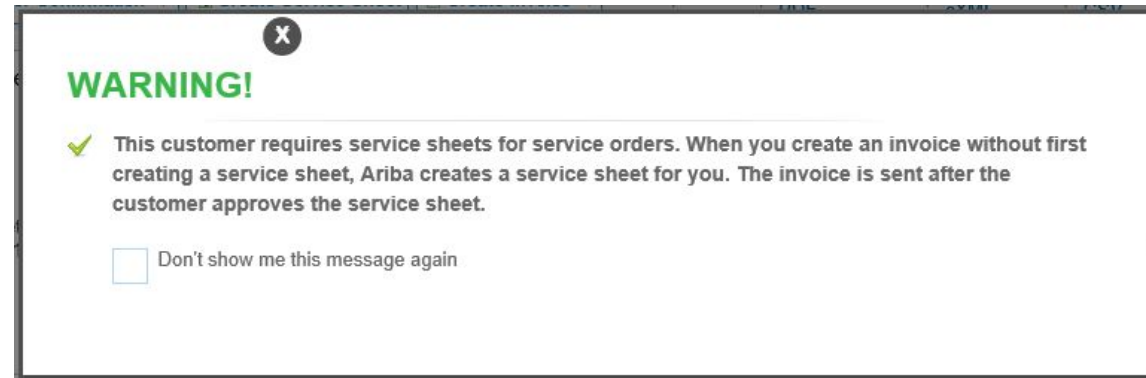 X
WARNING!
This customer requires service sheets for service orders. When you create an invoice without first
creating a service sheet, Ariba creates a service sheet for you. The invoice is sent after the
customer approves the service sheet.
Don't show me this message again